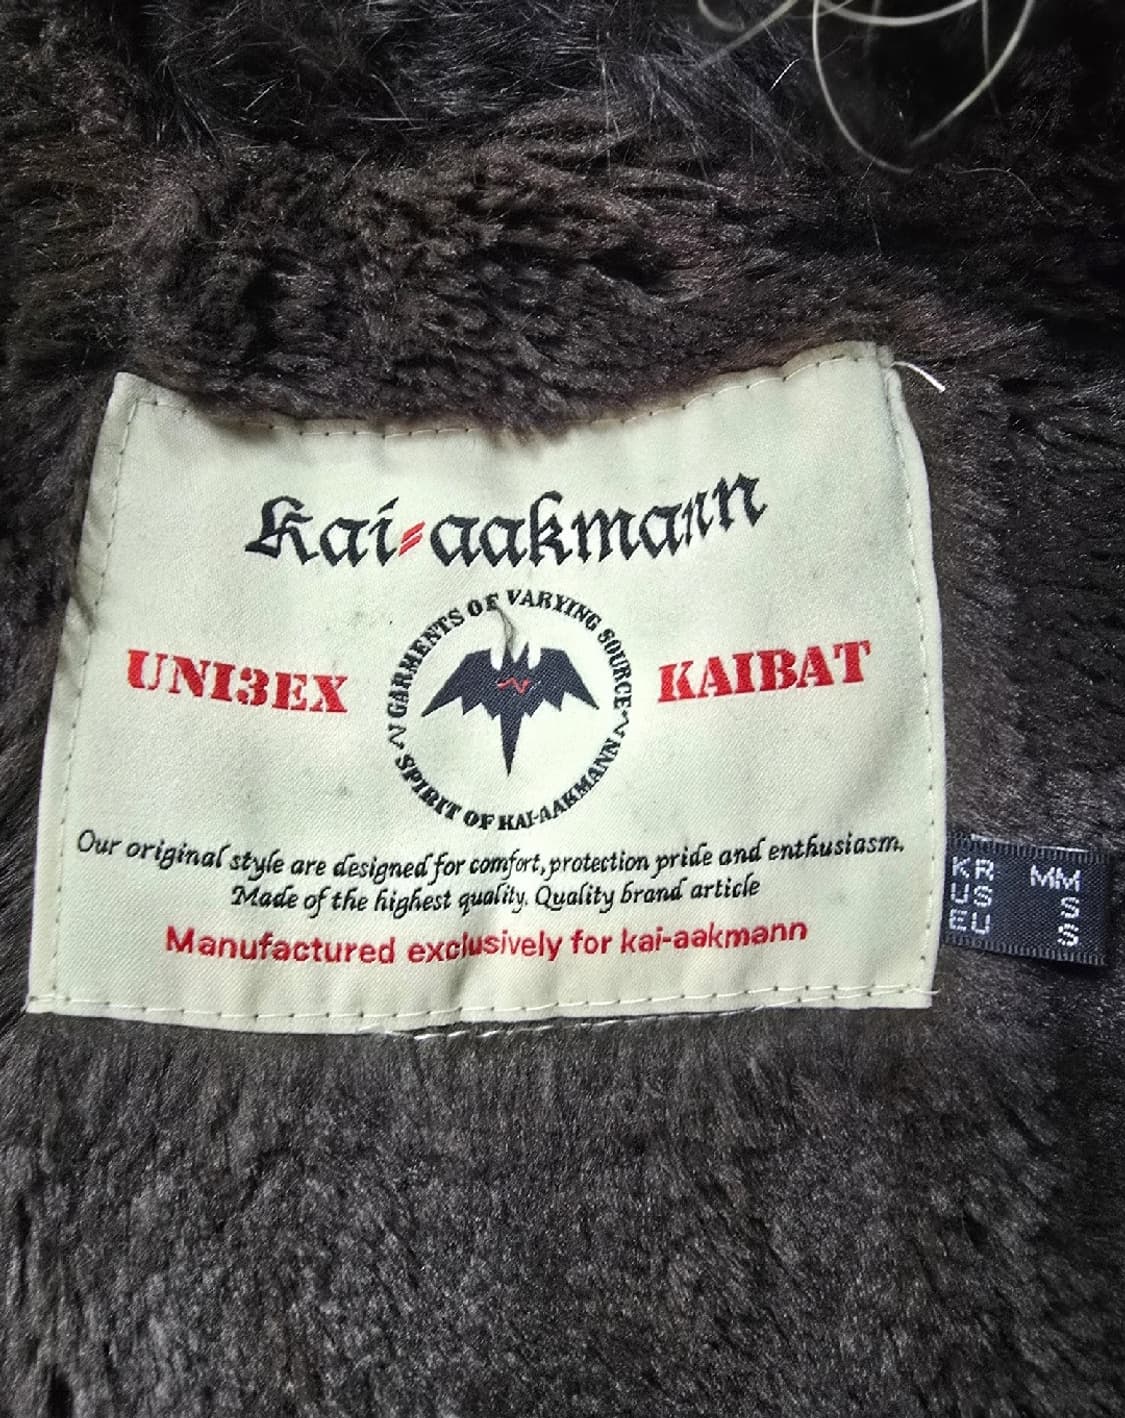 Kai=aakmann
GARMENTS OF VARYING SOURCE
SPIRIT OF KAI-AAKMANN
UNI3EX
KAIBAT
Our original style are designed for comfort, protection pride and enthusiasm.
Made of the highest quality. Quality brand article
Manufactured exclusively for kai-aakmann
KR MM
US S
EU S